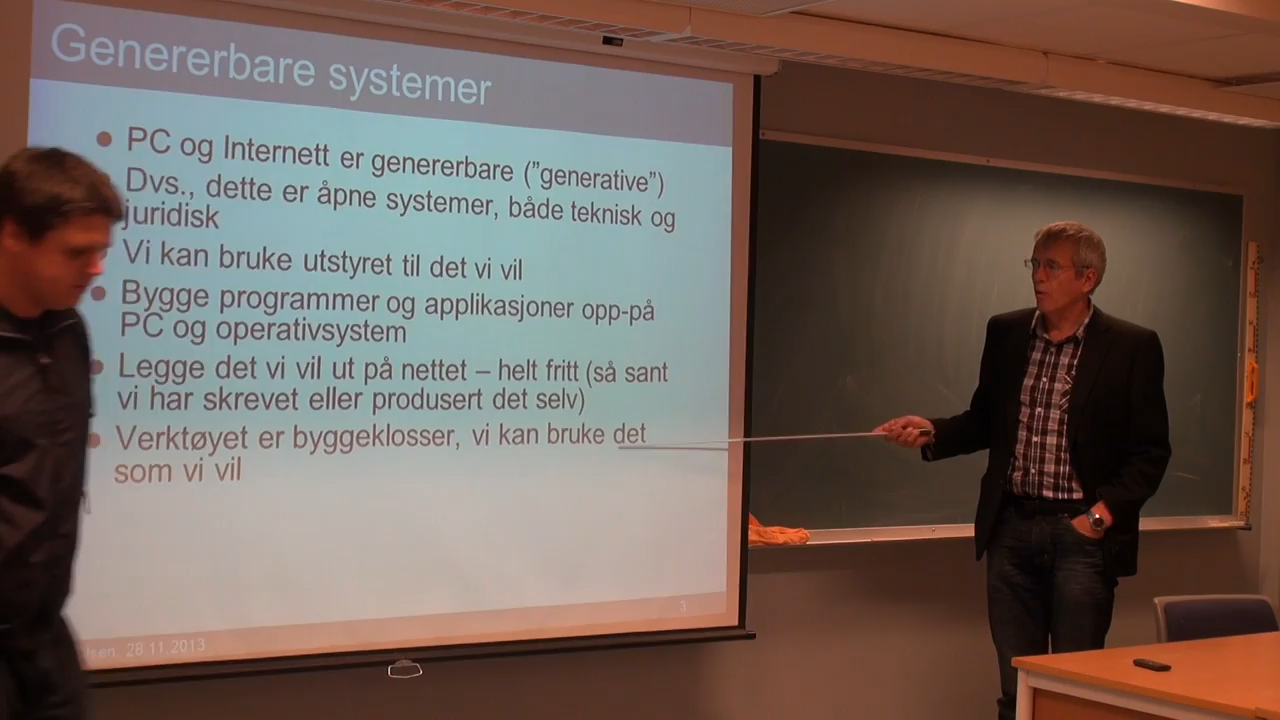 Genererbare systemer
PC og Internett er genererbare (”generative”)
Dvs., dette er åpne systemer, både teknisk og
juridisk
Vi kan bruke utstyret til det vi vil
Bygge programmer og applikasjoner opp-på
PC og operativsystem
Legge det vi vil ut på nettet – helt fritt (så sant
vi har skrevet eller produsert det selv)
Verktøyet er byggeklosser, vi kan bruke det
som vi vil
28.11.2013
3